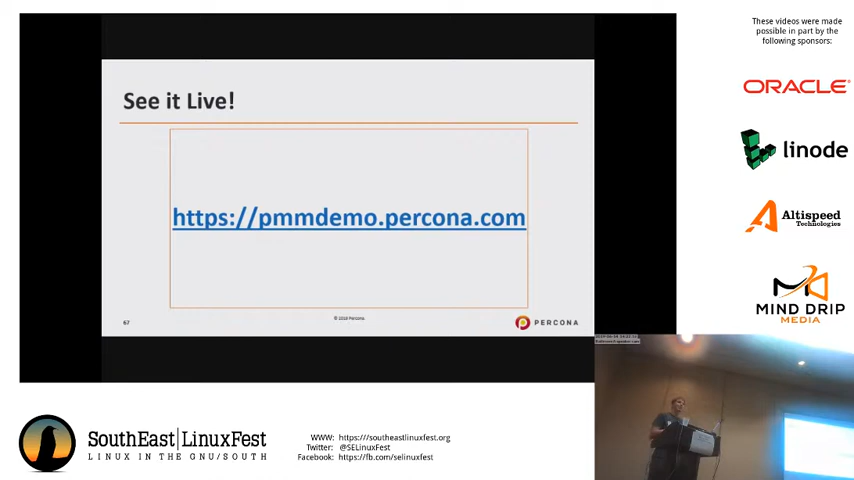 These videos were made
possible in part by the
following sponsors:
ORACLE
linode
Altispeed
Technologies
MIND DRIP
MEDIA
See it Live!
https://pmmdemo.percona.com
67
PERCONA
SouthEast LinuxFest
LINUX IN THE GNU/SOUTH
WWW: https:///southeastlinuxfest.org
Twitter: @SELinuxFest
Facebook: https://fb.com/selinuxfest